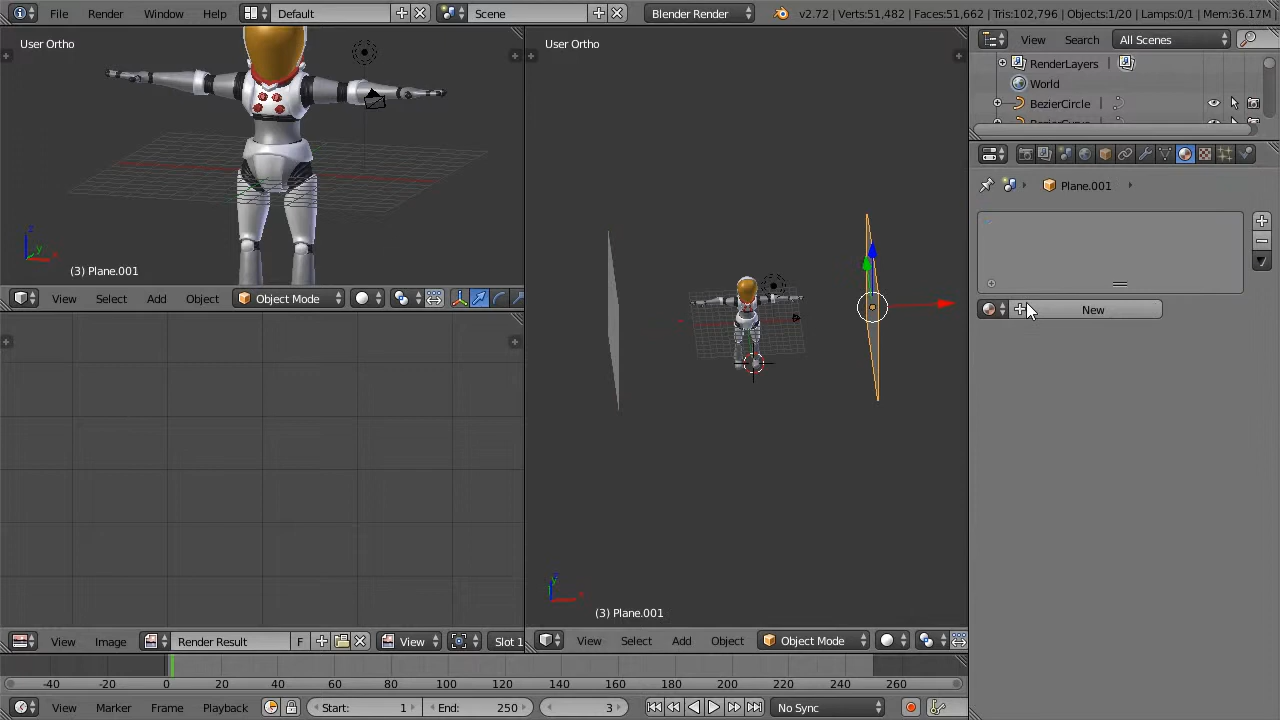 File Render Window Help Default Scene Blender Render v2.72 | Verts:51,482 | Faces:51,662 | Tris:102,796 | Objects:1/20 | Lamps:0/1 | Mem:36.17M
User Ortho
(3) Plane.001
View Select Add Object Object Mode
View Image Render Result F View Slot 1
User Ortho
(3) Plane.001
View Select Add Object Object Mode
View Search All Scenes
RenderLayers
World
BezierCircle
Plane.001
New
-40 -20 0 20 40 60 80 100 120 140 160 180 200 220 240 260
View Marker Frame Playback Start: 1 End: 250 3 No Sync